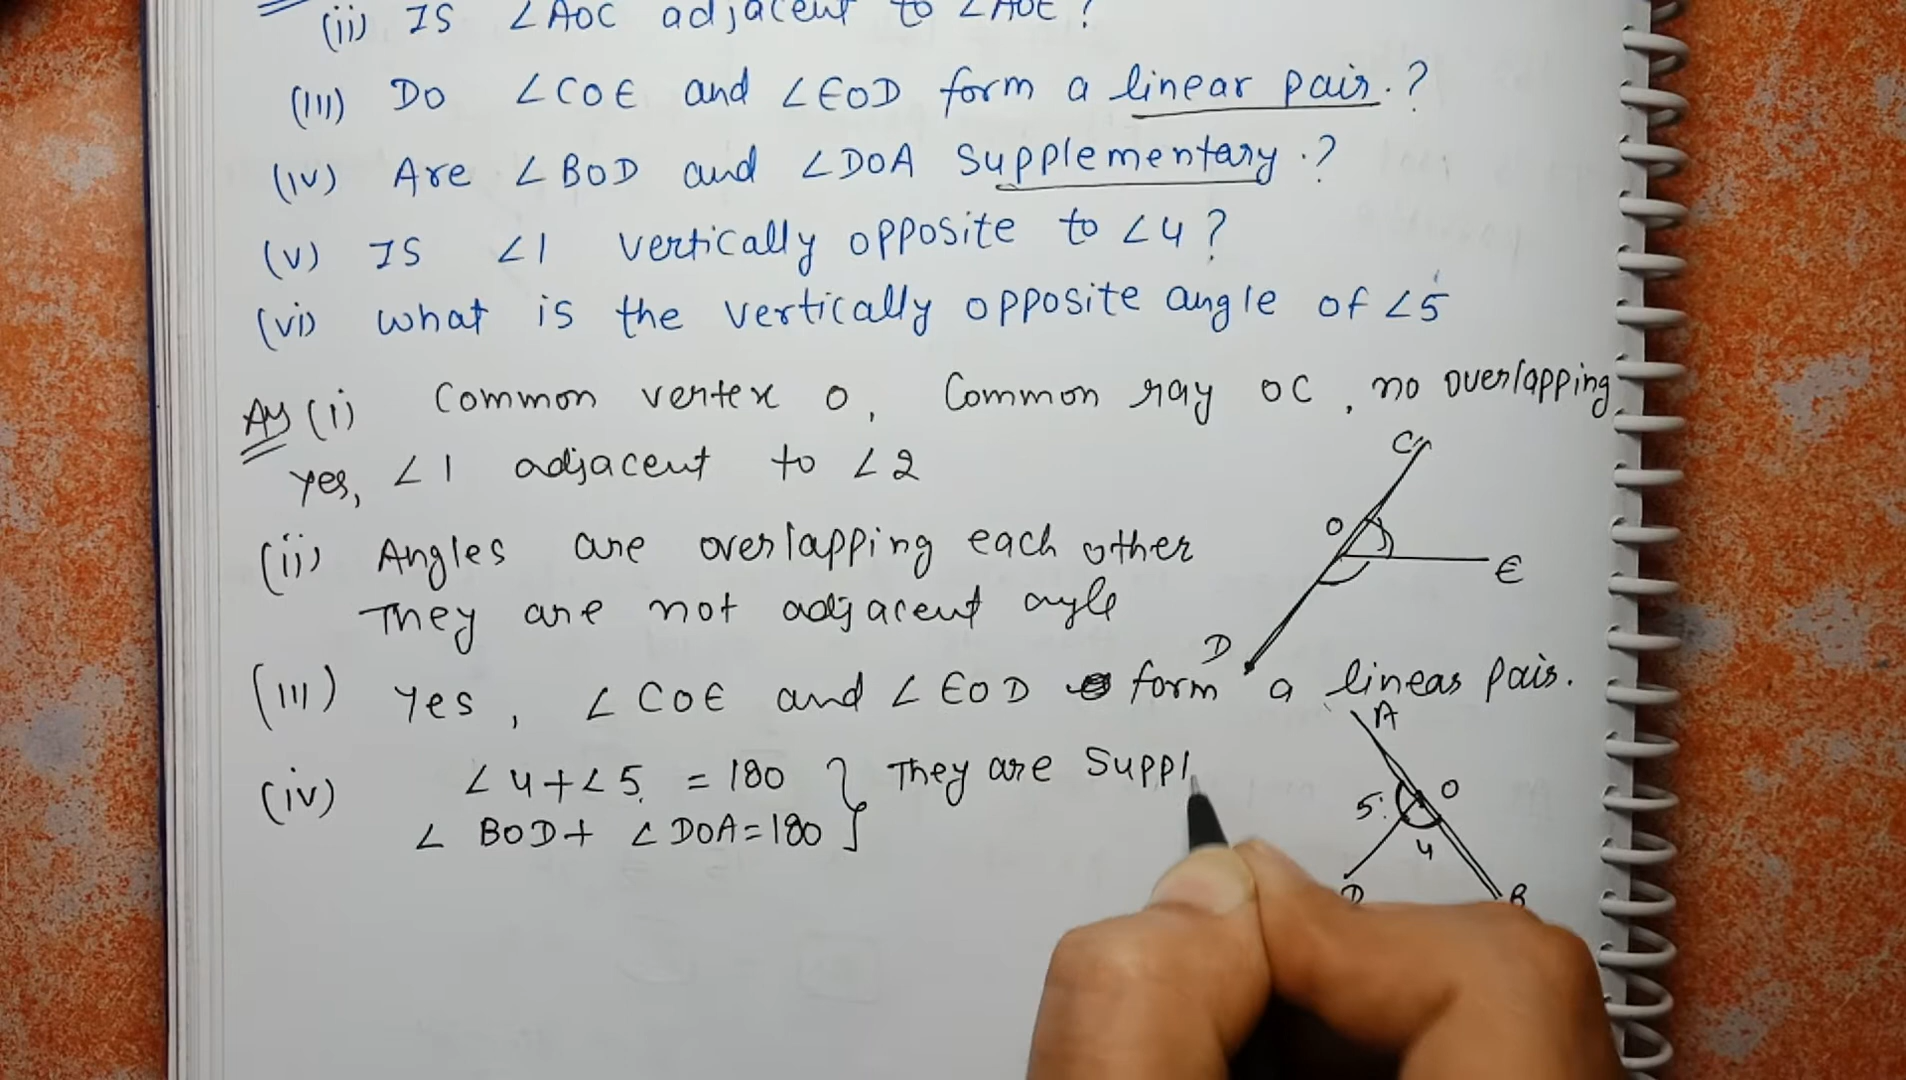 (ii) IS ∠AOC adjacent to ∠AOE ?
(iii) Do ∠COE and ∠EOD form a linear pair.?
(iv) Are ∠BOD and ∠DOA Supplementary.?
(v) IS ∠1 vertically opposite to ∠4?
(vi) what is the vertically opposite angle of ∠5
(i) Common vertex O, Common ray OC, no overlapping
Yes, ∠1 adjacent to ∠2
C
O
E
D
(ii) Angles are overlapping each other
They are not adjacent angle
(iii) Yes, ∠COE and ∠EOD form a linear pair.
A
O
5
4
D
B
(iv) ∠4+∠5 = 180 } They are Suppl
∠BOD+ ∠DOA=180